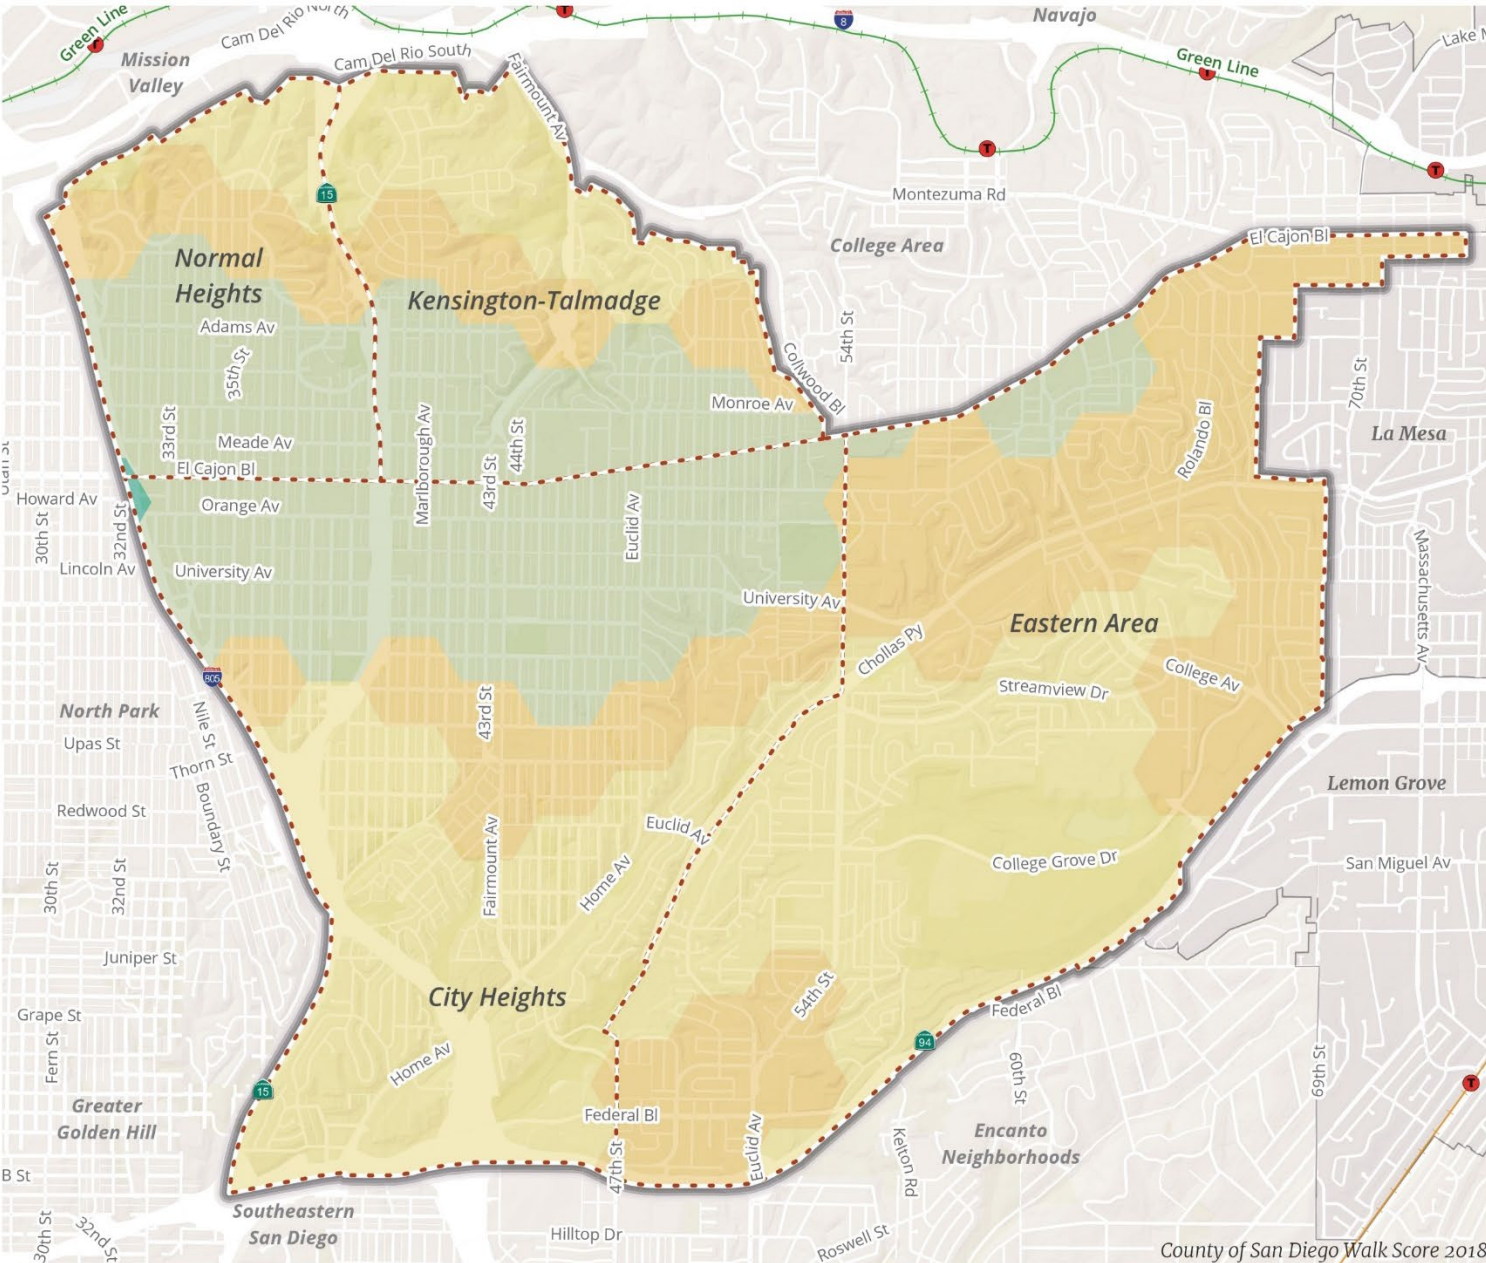 Green Line
Mission
Valley
Cam Del Rio North
Cam Del Rio South
Fairmount Av
8
Navajo
Green Line
Lake
Montezuma Rd
College Area
El Cajon Bl
15
Normal
Heights
Kensington-Talmadge
Adams Av
35th St
54th St
Collwood Bl
Monroe Av
70th St
La Mesa
Rolando Bl
33rd St
Meade Av
Marlborough Av
44th St
43rd St
El Cajon Bl
Howard Av
Orange Av
30th St
32nd St
Euclid Av
Lincoln Av
University Av
University Av
Massachusetts Av
Eastern Area
Chollas Py
College Av
Streamview Dr
805
North Park
Nile St
43rd St
Upas St
Thorn St
Lemon Grove
Redwood St
Boundary St
Euclid Av
Fairmount Av
Home Av
College Grove Dr
San Miguel Av
30th St
32nd St
Juniper St
City Heights
54th St
Federal Bl
Grape St
Fern St
Home Av
94
60th St
69th St
15
Greater
Golden Hill
Federal Bl
47th St
Euclid Av
Kelton Rd
Encanto
Neighborhoods
B St
Southeastern
San Diego
30th St
32nd St
Hilltop Dr
Roswell St
County of San Diego Walk Score 2018